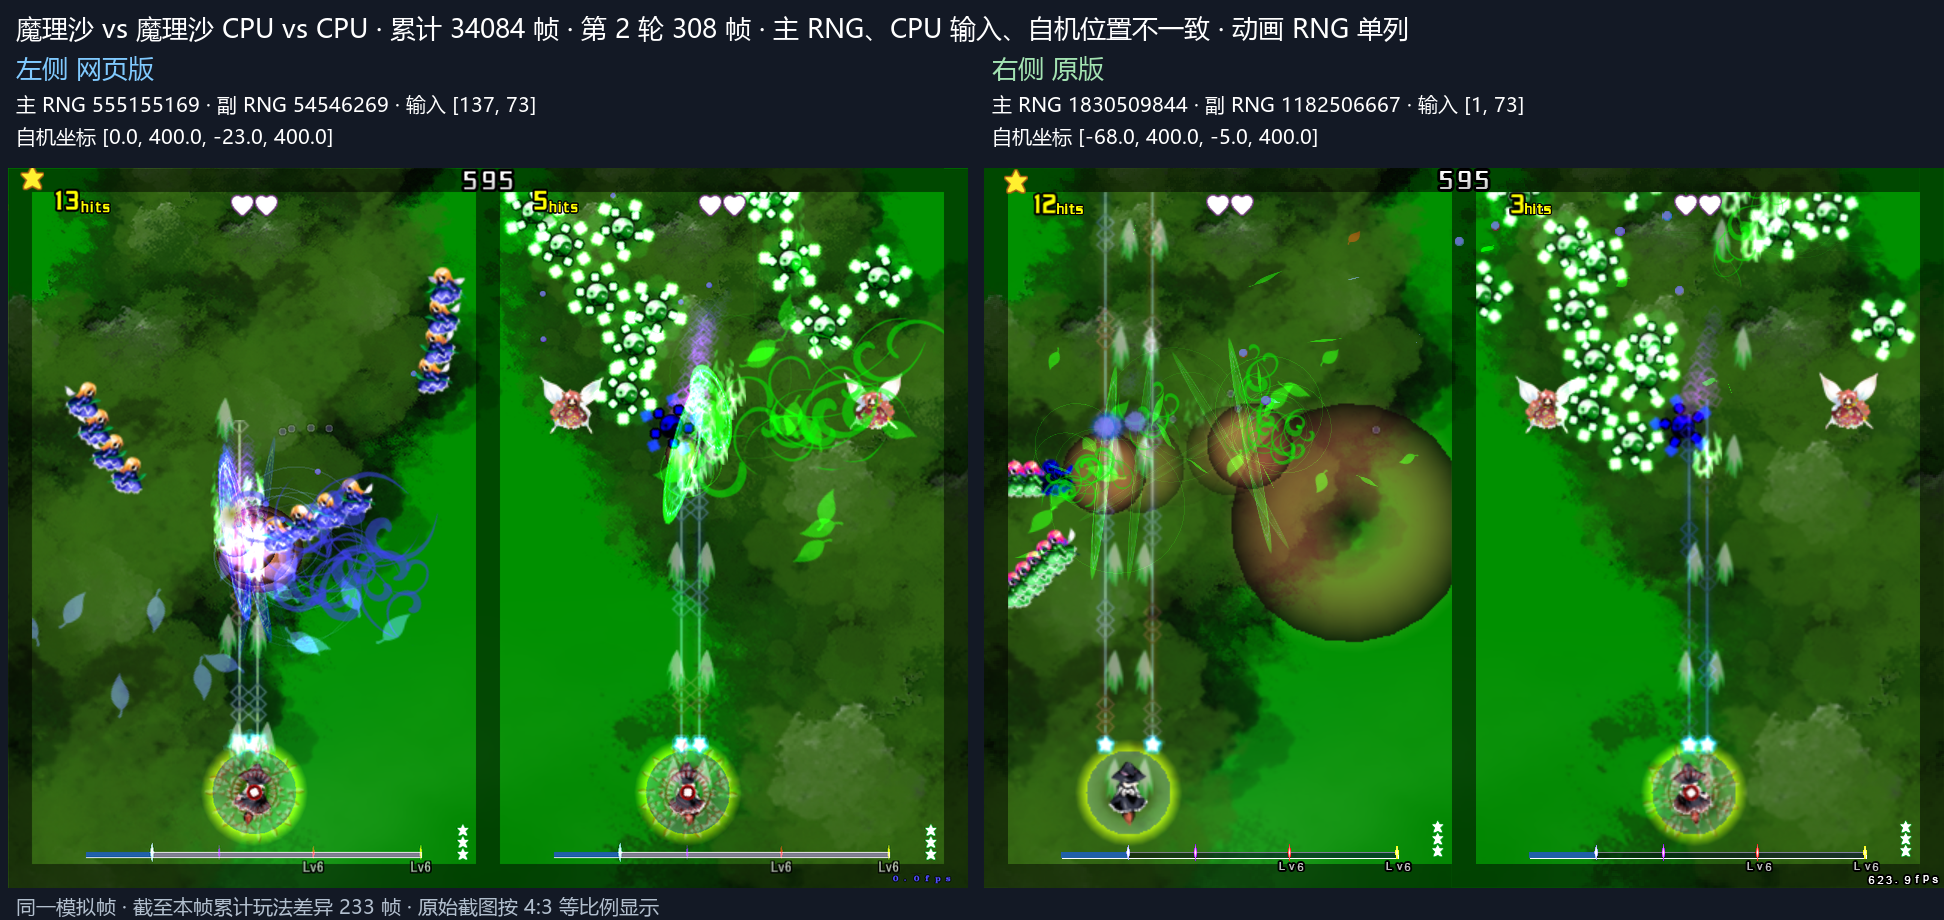 魔理沙 vs 魔理沙 CPU vs CPU · 累计 34084 帧 · 第 2 轮 308 帧 · 主 RNG、CPU 输入、自机位置不一致 · 动画 RNG 单列
左侧 网页版
主 RNG 555155169 · 副 RNG 54546269 · 输入 [137, 73]
自机坐标 [0.0, 400.0, -23.0, 400.0]
右侧 原版
主 RNG 1830509844 · 副 RNG 1182506667 · 输入 [1, 73]
自机坐标 [-68.0, 400.0, -5.0, 400.0]
595
13hits
5hits
Lv6
Lv6
Lv6
Lv6
0.0fps
595
12hits
3hits
Lv6
Lv6
Lv6
Lv6
623.9fps
同一模拟帧 · 截至本帧累计玩法差异 233 帧 · 原始截图按 4:3 等比例显示